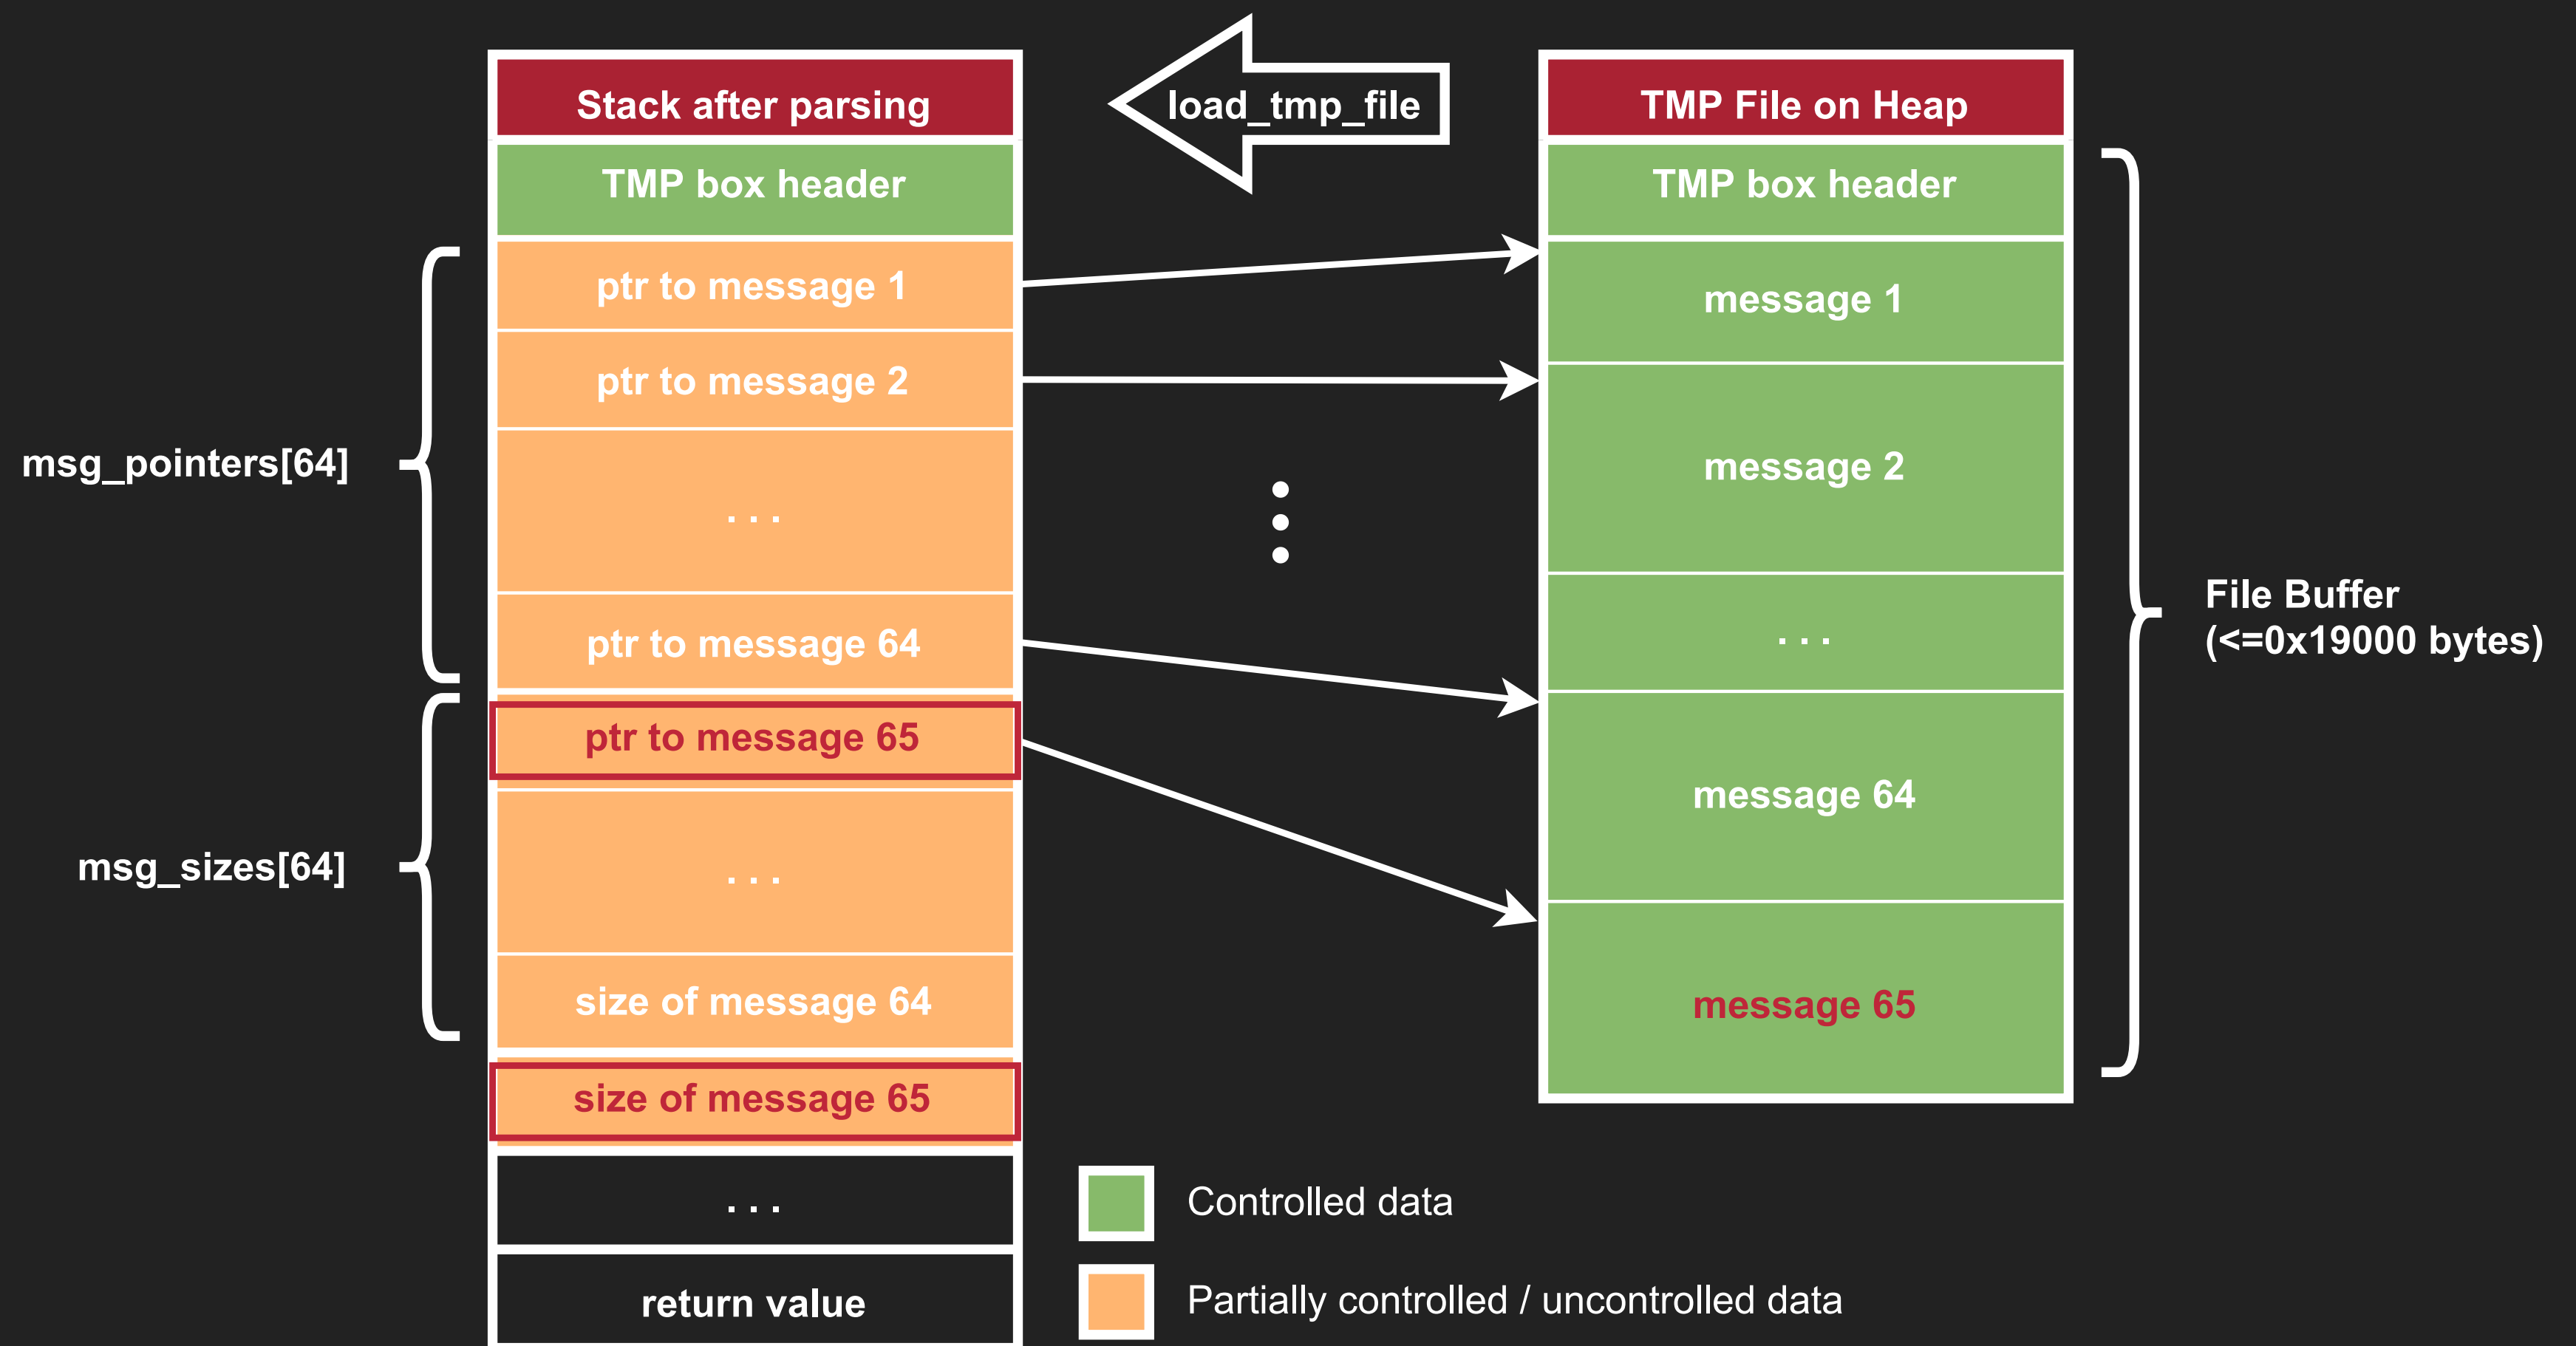 Stack after parsing
load_tmp_file
TMP File on Heap
TMP box header
ptr to message 1
ptr to message 2
. . .
ptr to message 64
ptr to message 65
. . .
size of message 64
size of message 65
. . .
return value
msg_pointers[64]
msg_sizes[64]
TMP box header
message 1
message 2
. . .
message 64
message 65
File Buffer
(<=0x19000 bytes)
Controlled data
Partially controlled / uncontrolled data